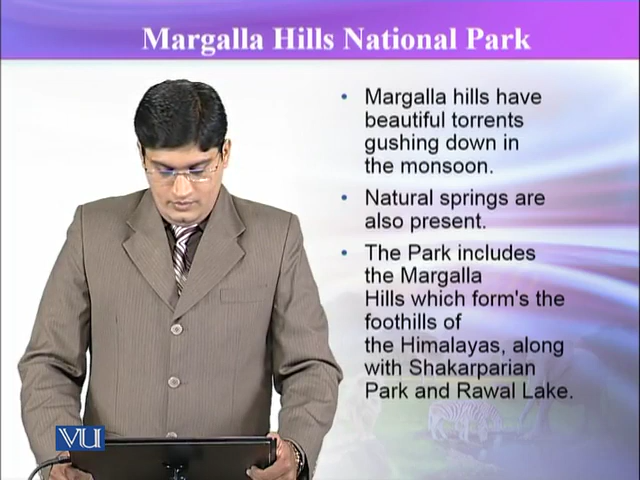 Margalla Hills National Park
• Margalla hills have
beautiful torrents
gushing down in
the monsoon.
• Natural springs are
also present.
• The Park includes
the Margalla
Hills which form's the
foothills of
the Himalayas, along
with Shakarparian
Park and Rawal Lake.
VU